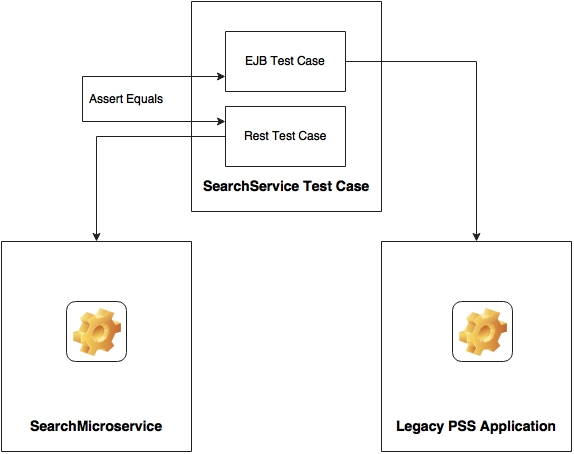 EJB Test Case
Assert Equals
Rest Test Case
SearchService Test Case
SearchMicroservice
Legacy PSS Application